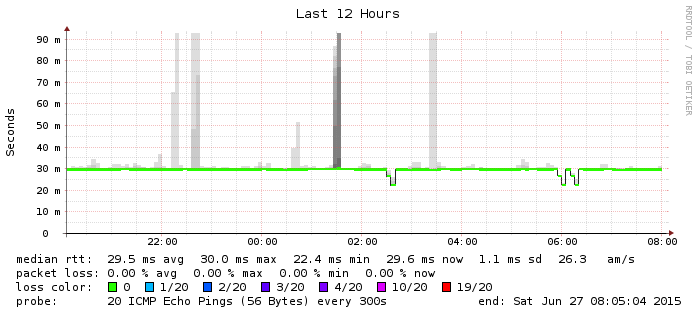 Last 12 Hours
RRDTOOL / TOBI OETIKER
Seconds
90 m
80 m
70 m
60 m
50 m
40 m
30 m
20 m
10 m
0
22:00 00:00 02:00 04:00 06:00 08:00
median rtt: 29.5 ms avg 30.0 ms max 22.4 ms min 29.6 ms now 1.1 ms sd 26.3 am/s
packet loss: 0.00 % avg 0.00 % max 0.00 % min 0.00 % now
loss color: 0 1/20 2/20 3/20 4/20 10/20 19/20
probe: 20 ICMP Echo Pings (56 Bytes) every 300s end: Sat Jun 27 08:05:04 2015